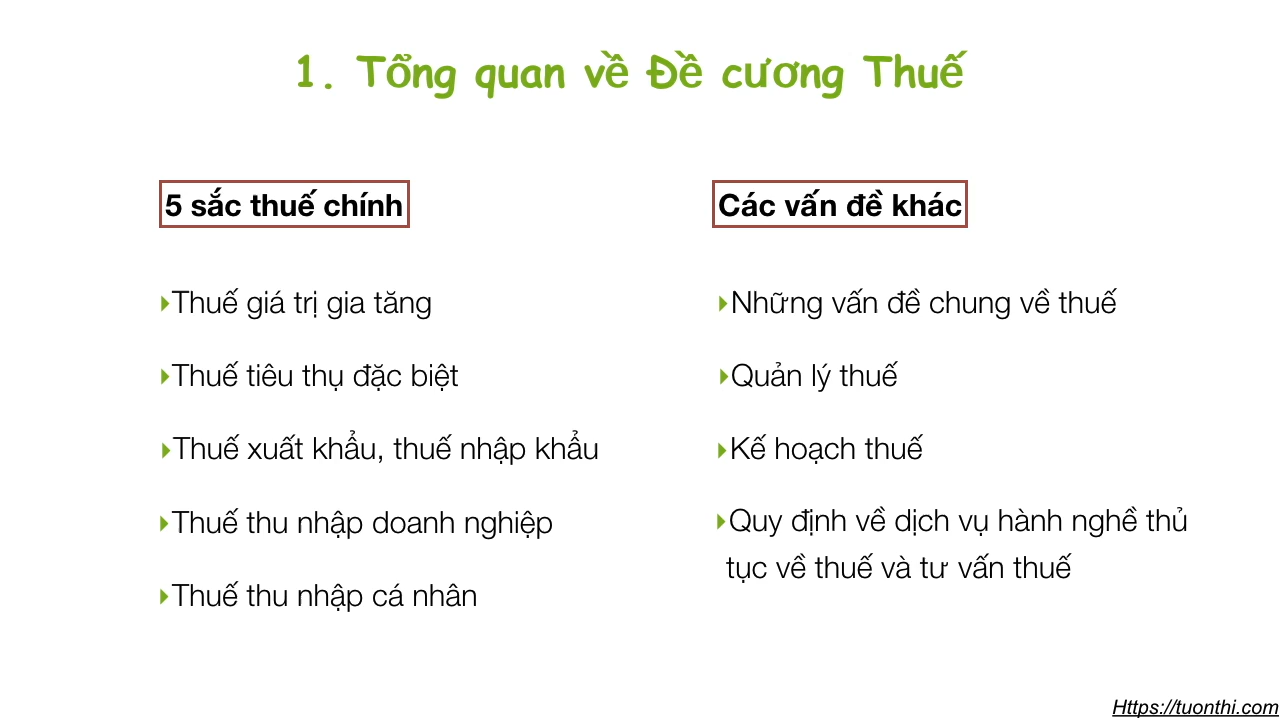 1. Tổng quan về Đề cương Thuế
5 sắc thuế chính
Thuế giá trị gia tăng
Thuế tiêu thụ đặc biệt
Thuế xuất khẩu, thuế nhập khẩu
Thuế thu nhập doanh nghiệp
Thuế thu nhập cá nhân
Các vấn đề khác
Những vấn đề chung về thuế
Quản lý thuế
Kế hoạch thuế
Quy định về dịch vụ hành nghề thủ
tục về thuế và tư vấn thuế
Https://tuonthi.com